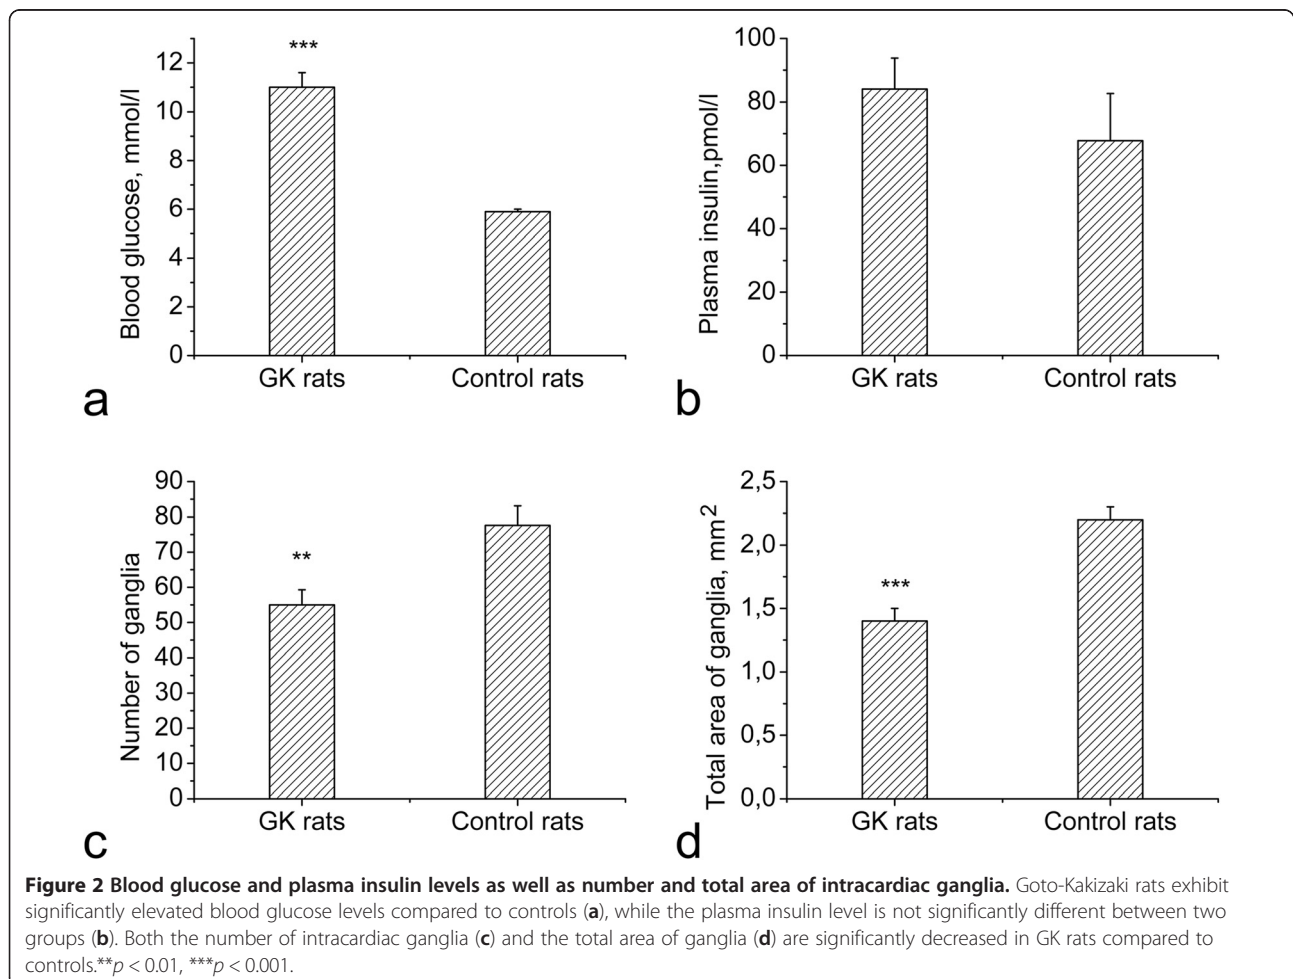 12
10
8
6
4
2
0
Blood glucose, mmol/l
***
GK rats
Control rats
a
100
80
60
40
20
0
Plasma insulin,pmol/l
GK rats
Control rats
b
90
80
70
60
50
40
30
20
10
0
Number of ganglia
**
GK rats
Control rats
c
2,5
2,0
1,5
1,0
0,5
0,0
Total area of ganglia, mm²
***
GK rats
Control rats
d
Figure 2 Blood glucose and plasma insulin levels as well as number and total area of intracardiac ganglia. Goto-Kakizaki rats exhibit
significantly elevated blood glucose levels compared to controls (a), while the plasma insulin level is not significantly different between two
groups (b). Both the number of intracardiac ganglia (c) and the total area of ganglia (d) are significantly decreased in GK rats compared to
controls.**p < 0.01, ***p < 0.001.